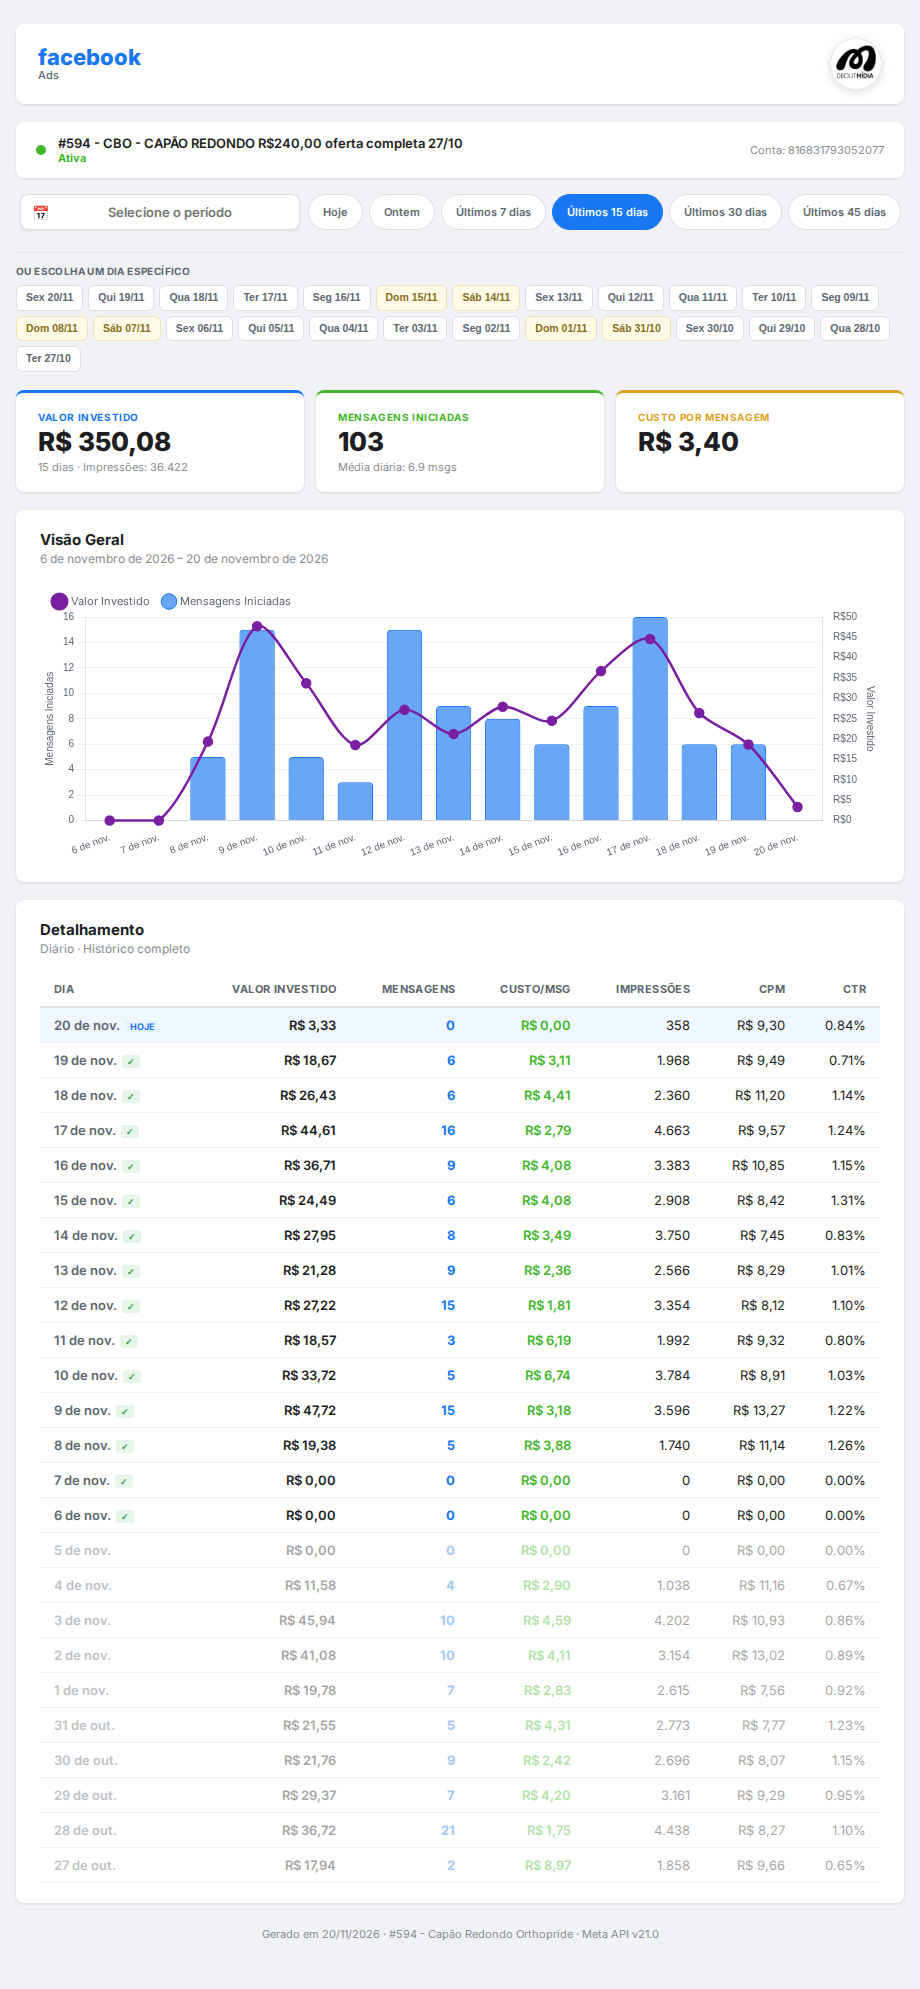 facebook
Ads
DBOUTMÍDIA
#594 - CBO - CAPÃO REDONDO R$240,00 oferta completa 27/10
Ativa
Conta: 816831793052077
Selecione o período
Hoje
Ontem
Últimos 7 dias
Últimos 15 dias
Últimos 30 dias
Últimos 45 dias
OU ESCOLHA UM DIA ESPECÍFICO
Sex 20/11 Qui 19/11 Qua 18/11 Ter 17/11 Seg 16/11 Dom 15/11 Sáb 14/11 Sex 13/11 Qui 12/11 Qua 11/11 Ter 10/11 Seg 09/11
Dom 08/11 Sáb 07/11 Sex 06/11 Qui 05/11 Qua 04/11 Ter 03/11 Seg 02/11 Dom 01/11 Sáb 31/10 Sex 30/10 Qui 29/10 Qua 28/10
Ter 27/10
VALOR INVESTIDO
R$ 350,08
15 dias · Impressões: 36.422
MENSAGENS INICIADAS
103
Média diária: 6.9 msgs
CUSTO POR MENSAGEM
R$ 3,40
Visão Geral
6 de novembro de 2026 – 20 de novembro de 2026
Valor Investido
Mensagens Iniciadas
Mensagens Iniciadas
16
14
12
10
8
6
4
2
0
R$50
R$45
R$40
R$35
R$30
R$25
R$20
R$15
R$10
R$5
R$0
Valor Investido
6 de nov. 7 de nov. 8 de nov. 9 de nov. 10 de nov. 11 de nov. 12 de nov. 13 de nov. 14 de nov. 15 de nov. 16 de nov. 17 de nov. 18 de nov. 19 de nov. 20 de nov.
Detalhamento
Diário · Histórico completo
DIA VALOR INVESTIDO MENSAGENS CUSTO/MSG IMPRESSÕES CPM CTR
20 de nov. HOJE R$ 3,33 0 R$ 0,00 358 R$ 9,30 0.84%
19 de nov. ✓ R$ 18,67 6 R$ 3,11 1.968 R$ 9,49 0.71%
18 de nov. ✓ R$ 26,43 6 R$ 4,41 2.360 R$ 11,20 1.14%
17 de nov. ✓ R$ 44,61 16 R$ 2,79 4.663 R$ 9,57 1.24%
16 de nov. ✓ R$ 36,71 9 R$ 4,08 3.383 R$ 10,85 1.15%
15 de nov. ✓ R$ 24,49 6 R$ 4,08 2.908 R$ 8,42 1.31%
14 de nov. ✓ R$ 27,95 8 R$ 3,49 3.750 R$ 7,45 0.83%
13 de nov. ✓ R$ 21,28 9 R$ 2,36 2.566 R$ 8,29 1.01%
12 de nov. ✓ R$ 27,22 15 R$ 1,81 3.354 R$ 8,12 1.10%
11 de nov. ✓ R$ 18,57 3 R$ 6,19 1.992 R$ 9,32 0.80%
10 de nov. ✓ R$ 33,72 5 R$ 6,74 3.784 R$ 8,91 1.03%
9 de nov. ✓ R$ 47,72 15 R$ 3,18 3.596 R$ 13,27 1.22%
8 de nov. ✓ R$ 19,38 5 R$ 3,88 1.740 R$ 11,14 1.26%
7 de nov. ✓ R$ 0,00 0 R$ 0,00 0 R$ 0,00 0.00%
6 de nov. ✓ R$ 0,00 0 R$ 0,00 0 R$ 0,00 0.00%
5 de nov. R$ 0,00 0 R$ 0,00 0 R$ 0,00 0.00%
4 de nov. R$ 11,58 4 R$ 2,90 1.038 R$ 11,16 0.67%
3 de nov. R$ 45,94 10 R$ 4,59 4.202 R$ 10,93 0.86%
2 de nov. R$ 41,08 10 R$ 4,11 3.154 R$ 13,02 0.89%
1 de nov. R$ 19,78 7 R$ 2,83 2.615 R$ 7,56 0.92%
31 de out. R$ 21,55 5 R$ 4,31 2.773 R$ 7,77 1.23%
30 de out. R$ 21,76 9 R$ 2,42 2.696 R$ 8,07 1.15%
29 de out. R$ 29,37 7 R$ 4,20 3.161 R$ 9,29 0.95%
28 de out. R$ 36,72 21 R$ 1,75 4.438 R$ 8,27 1.10%
27 de out. R$ 17,94 2 R$ 8,97 1.858 R$ 9,66 0.65%
Gerado em 20/11/2026 · #594 - Capão Redondo Orthopride · Meta API v21.0